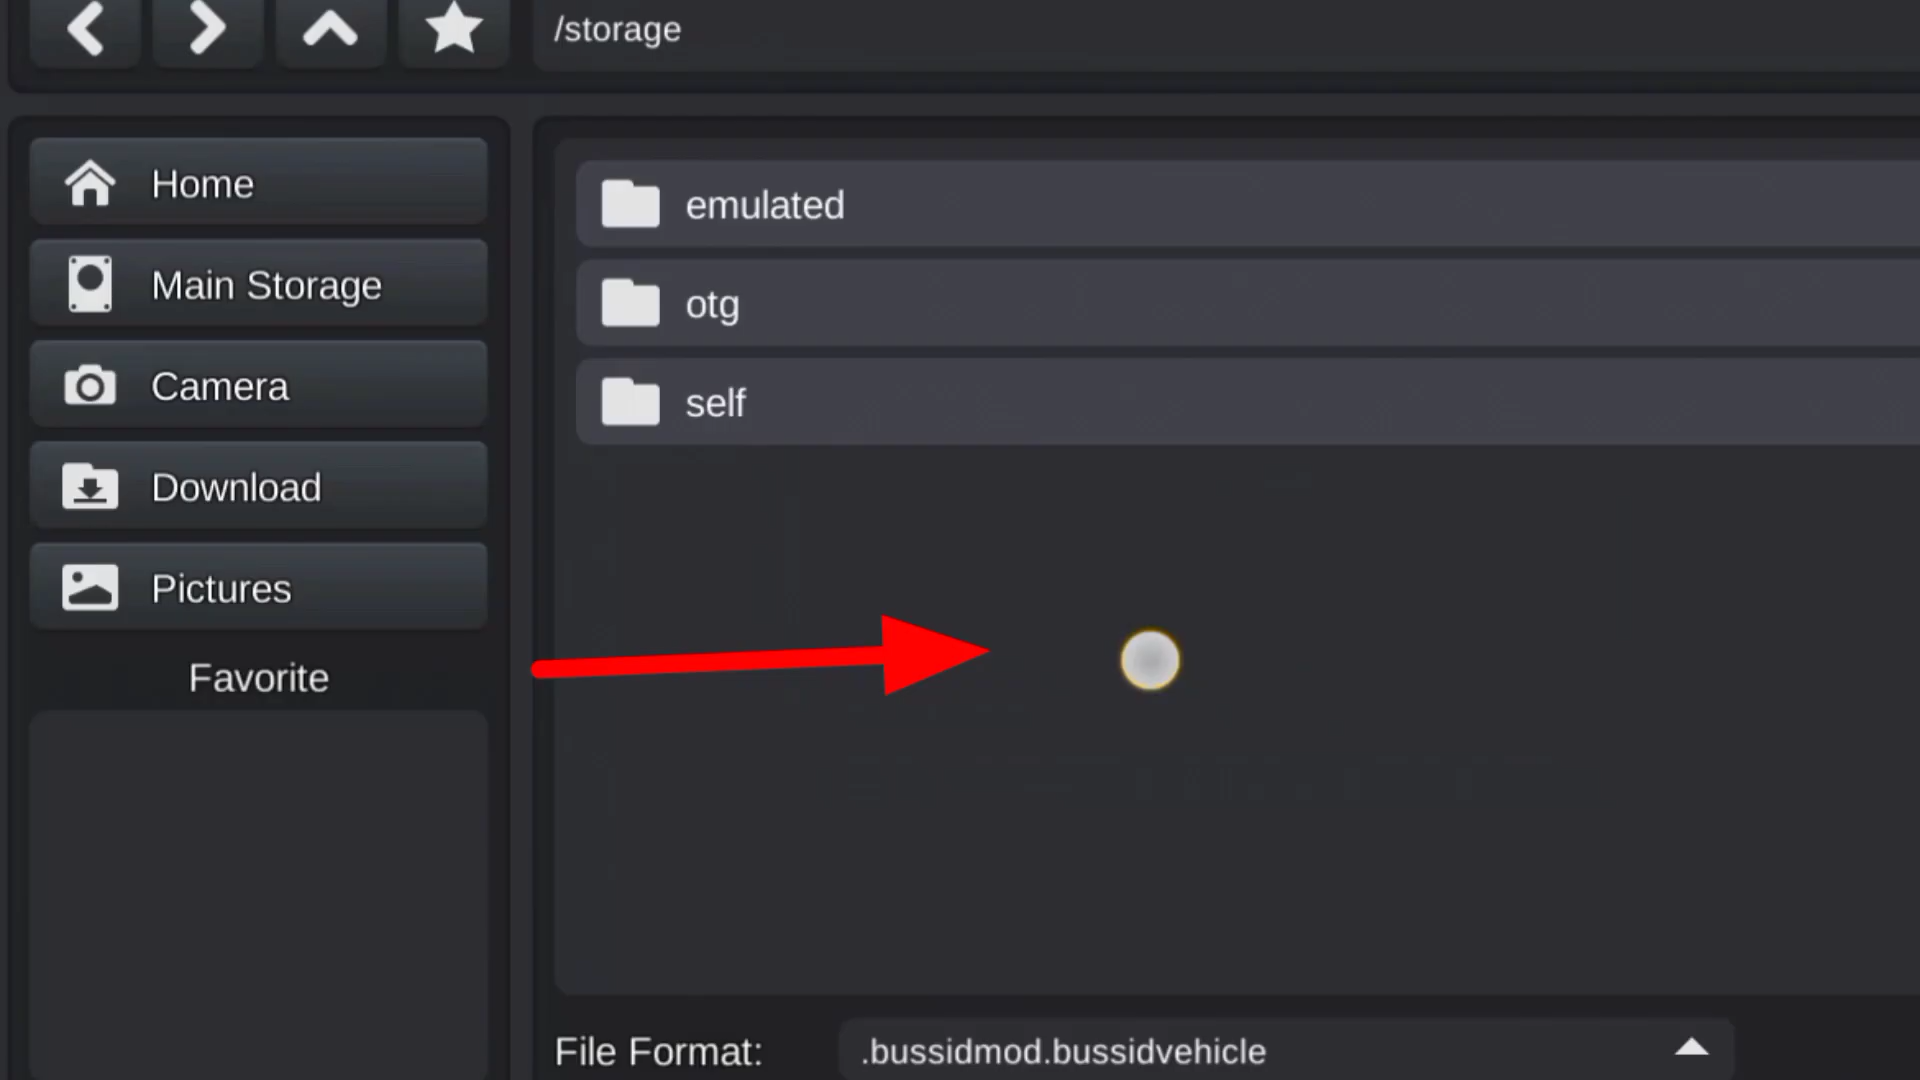 /storage
Home
Main Storage
Camera
Download
Pictures
Favorite
emulated
otg
self
File Format:
.bussidmod.bussidvehicle